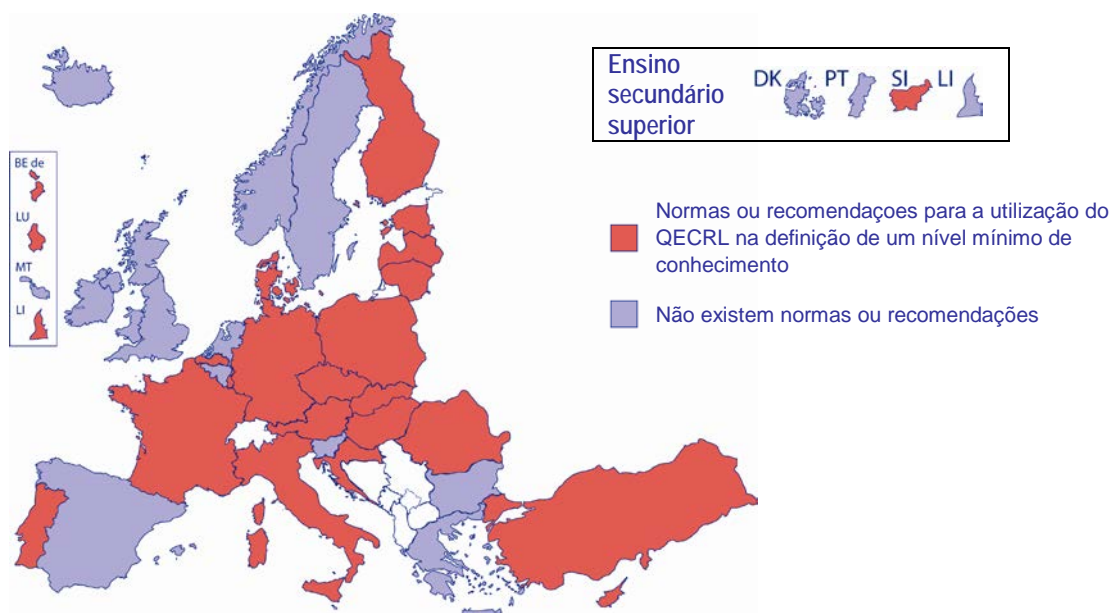 Ensino
secundário
superior
DK PT SI LI
BE de
LU
MT
LI
Normas ou recomendaçoes para a utilização do
QECRL na definição de um nível mínimo de
conhecimento
Não existem normas ou recomendações